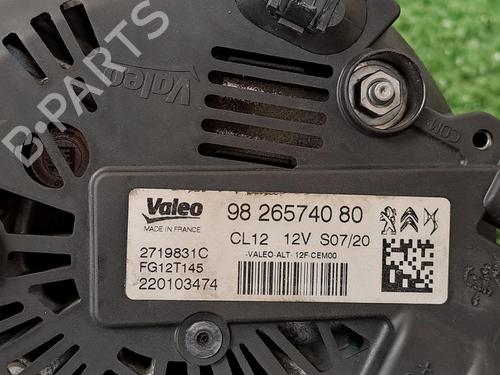 Valeo
B-PARTS
COM
Valeo
MADE IN FRANCE
98 265740 80
CL12 12V S07/20
-VALEO-ALT- 12F-CEM00
2719831C
FG12T145
220103474